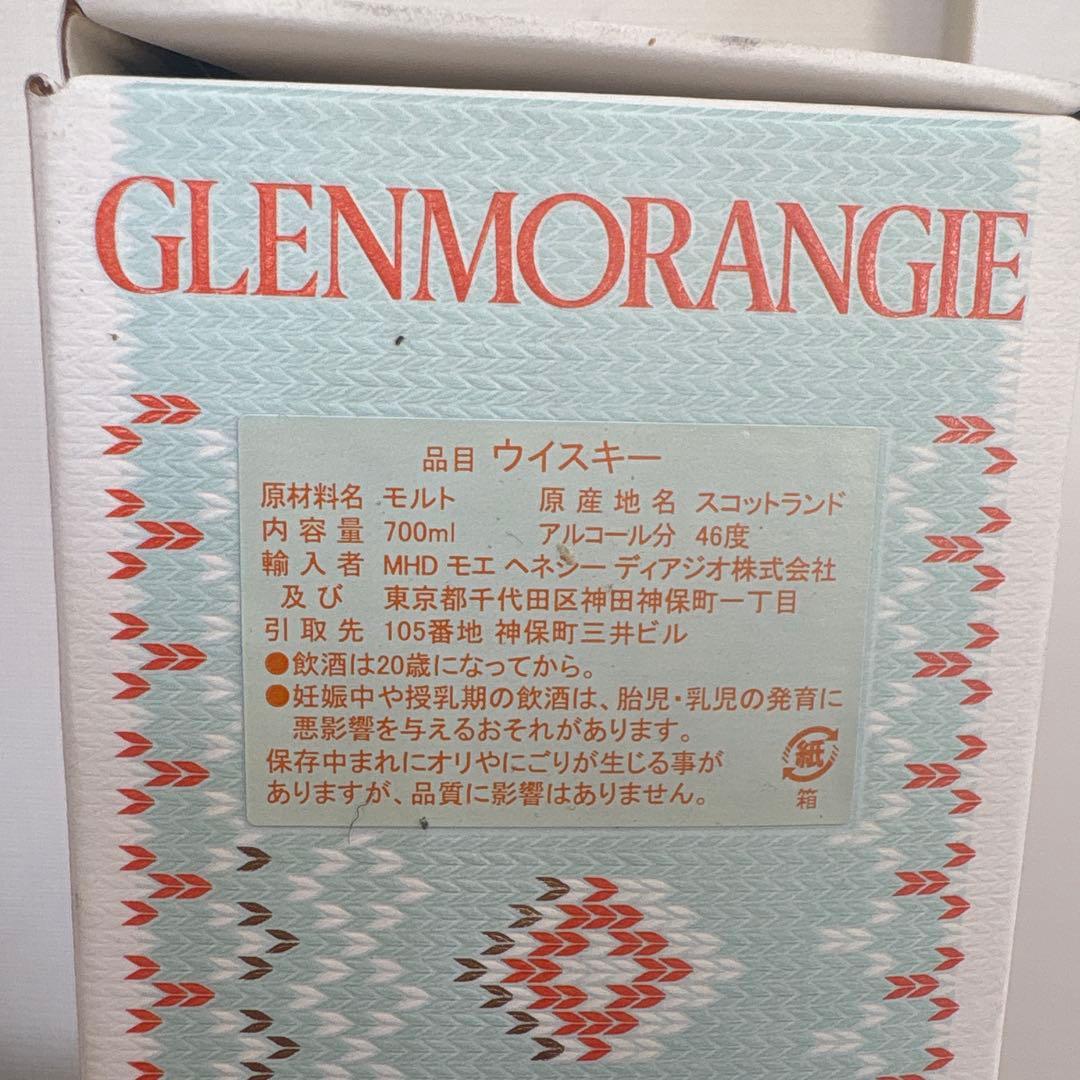 GLENMORANGIE
品目 ウイスキー
原材料名 モルト 原産地名 スコットランド
内容量 700ml アルコール分 46度
輸入者 MHD モエ ヘネシー ディアジオ株式会社
及び 東京都千代田区神田神保町一丁目
引取先 105番地 神保町三井ビル
●飲酒は20歳になってから。
●妊娠中や授乳期の飲酒は、胎児・乳児の発育に
悪影響を与えるおそれがあります。
保存中まれにオリやにごりが生じる事が
ありますが、品質に影響はありません。
紙
箱